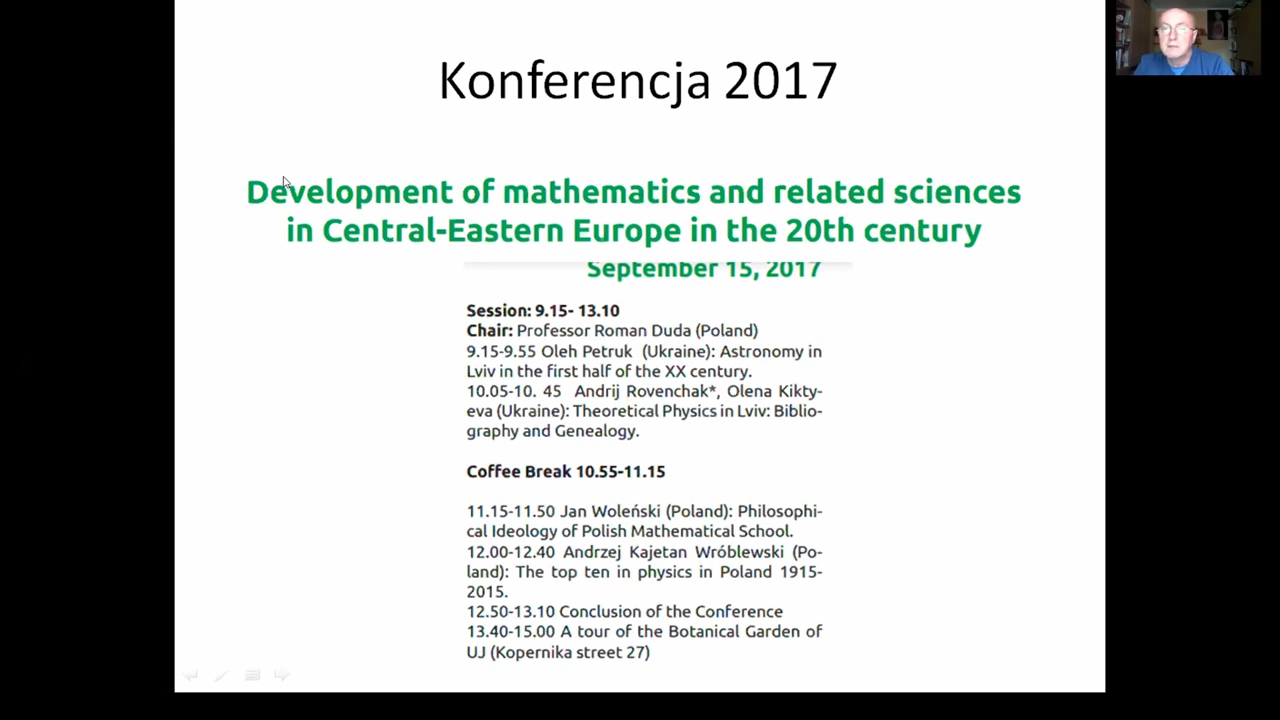 Konferencja 2017
Development of mathematics and related sciences
in Central-Eastern Europe in the 20th century
September 15, 2017
Session: 9.15- 13.10
Chair: Professor Roman Duda (Poland)
9.15-9.55 Oleh Petruk (Ukraine): Astronomy in
Lviv in the first half of the XX century.
10.05-10. 45 Andrij Rovenchak*, Olena Kikty-
eva (Ukraine): Theoretical Physics in Lviv: Biblio-
graphy and Genealogy.
Coffee Break 10.55-11.15
11.15-11.50 Jan Woleński (Poland): Philosophi-
cal Ideology of Polish Mathematical School.
12.00-12.40 Andrzej Kajetan Wróblewski (Po-
land): The top ten in physics in Poland 1915-
2015.
12.50-13.10 Conclusion of the Conference
13.40-15.00 A tour of the Botanical Garden of
UJ (Kopernika street 27)